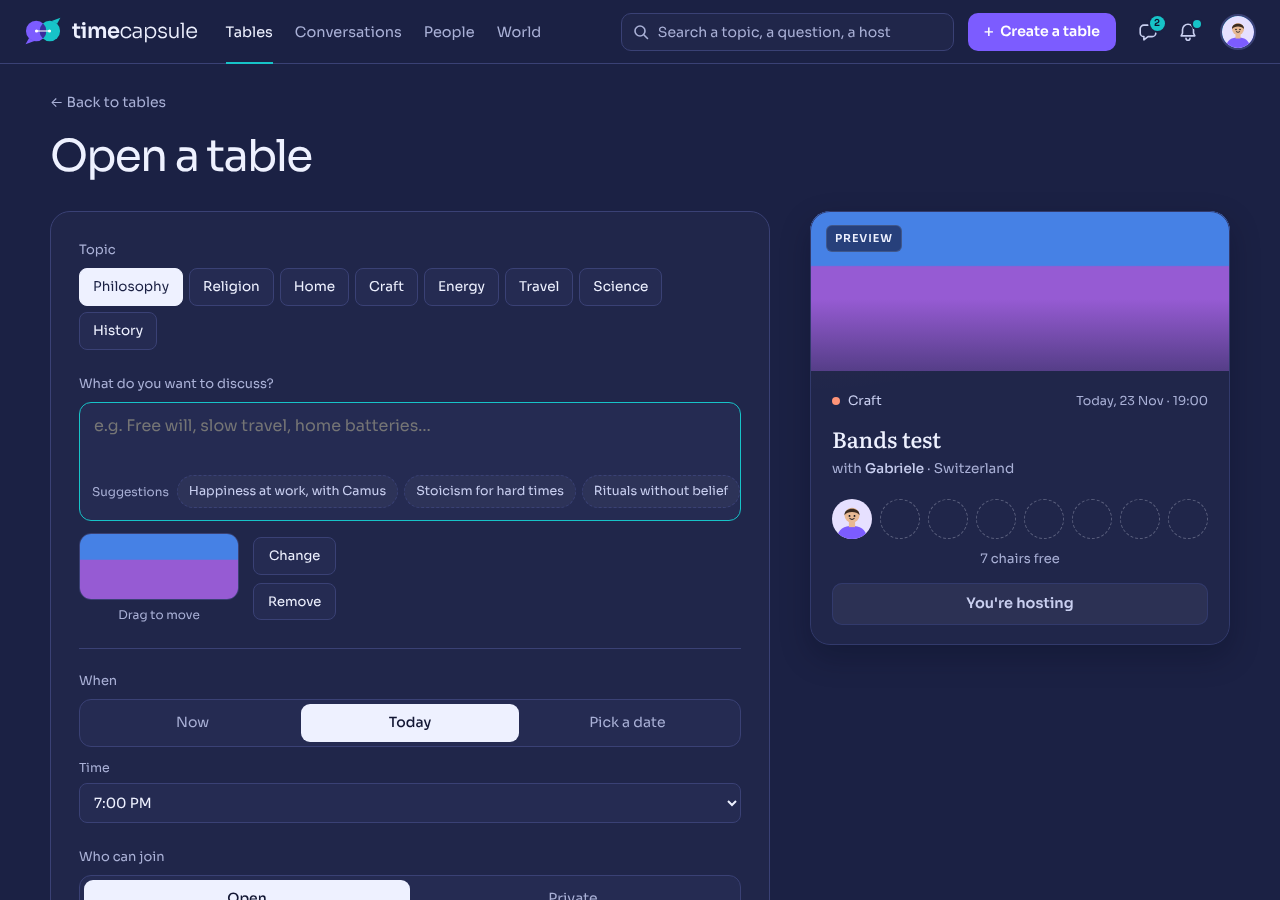 timecapsule Tables Conversations People World Search a topic, a question, a host + Create a table 2
← Back to tables
Open a table
Topic
Philosophy Religion Home Craft Energy Travel Science
History
What do you want to discuss?
e.g. Free will, slow travel, home batteries...
Suggestions Happiness at work, with Camus Stoicism for hard times Rituals without belief
Change
Remove
Drag to move
When
Now Today Pick a date
Time
7:00 PM
Who can join
Open Private
PREVIEW
Craft Today, 23 Nov · 19:00
Bands test
with Gabriele · Switzerland
7 chairs free
You're hosting